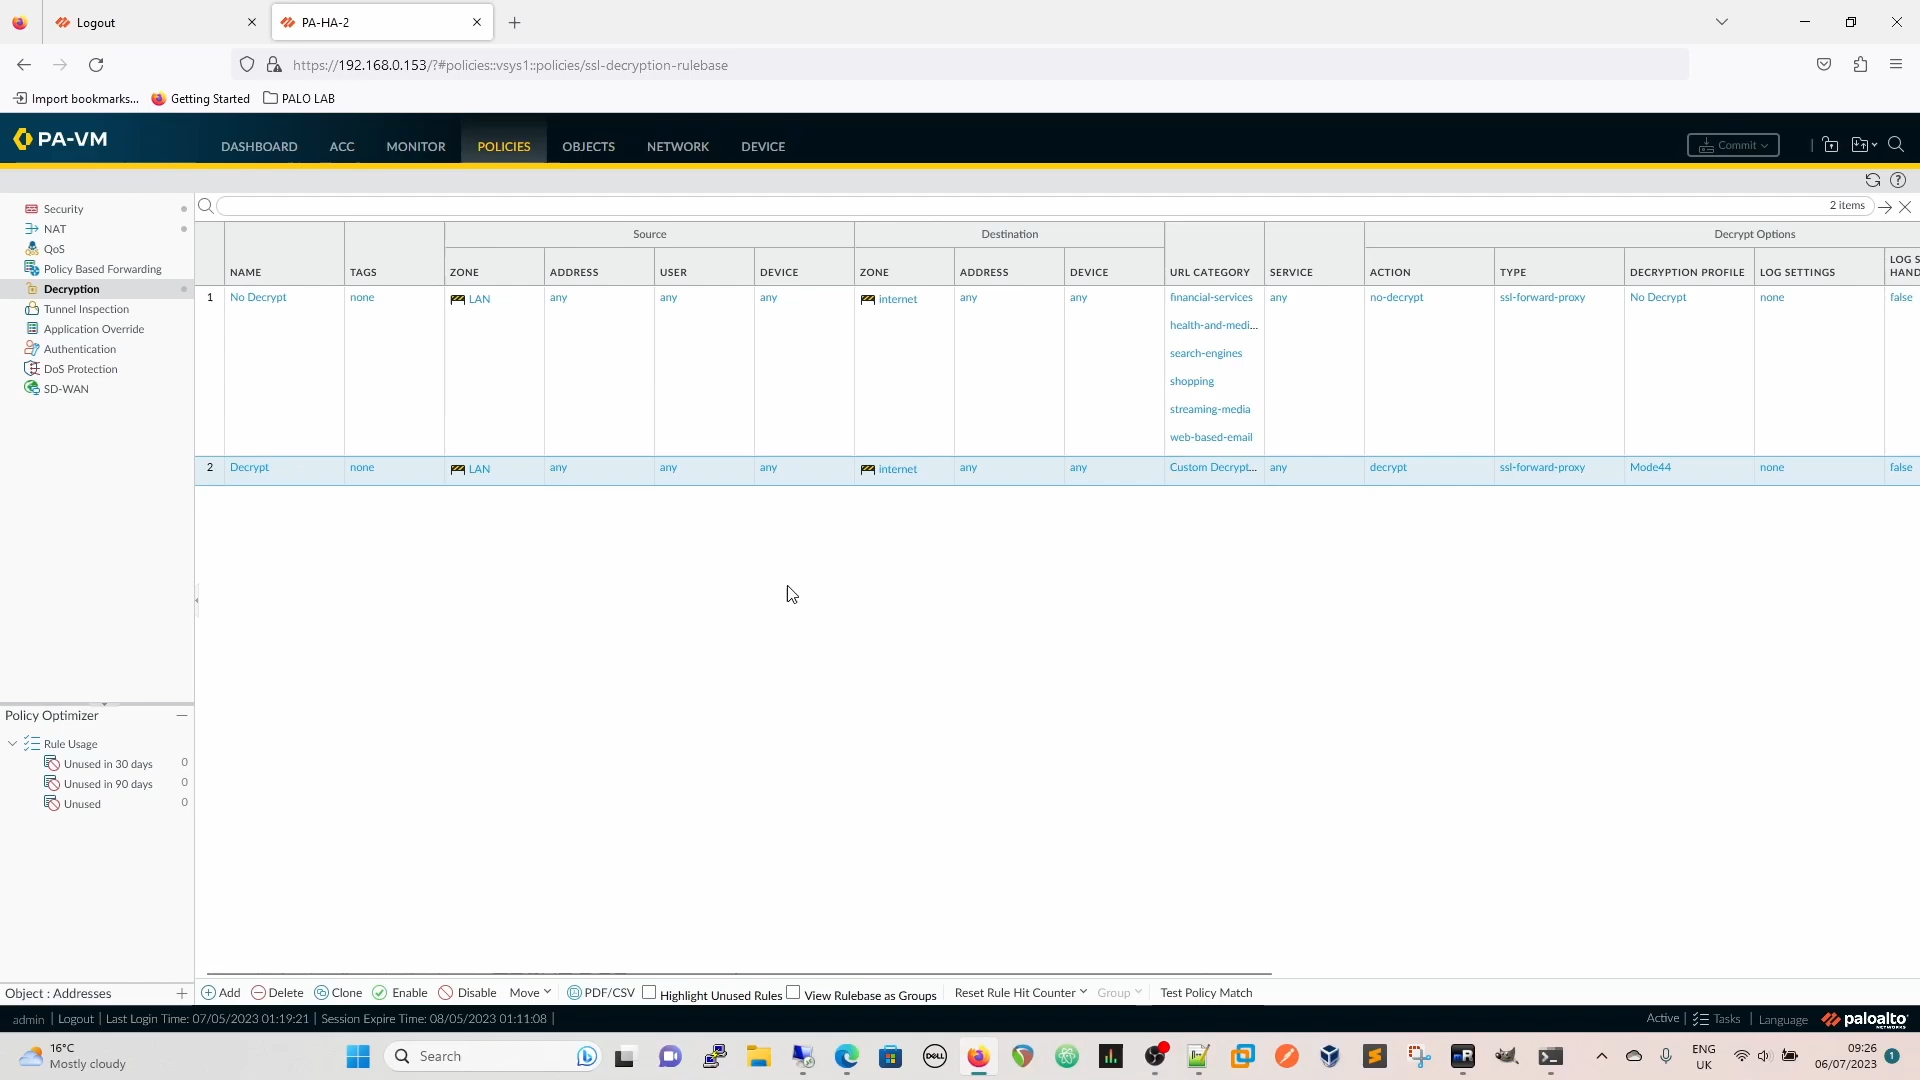 Logout
PA-HA-2
https://192.168.0.153/?#policies::vsys1::policies/ssl-decryption-rulebase
Import bookmarks... Getting Started PALO LAB
PA-VM
DASHBOARD ACC MONITOR POLICIES OBJECTS NETWORK DEVICE
Commit
Security
NAT
QoS
Policy Based Forwarding
Decryption
Tunnel Inspection
Application Override
Authentication
DoS Protection
SD-WAN
2 items
Source Destination Decrypt Options
NAME TAGS ZONE ADDRESS USER DEVICE ZONE ADDRESS DEVICE URL CATEGORY SERVICE ACTION TYPE DECRYPTION PROFILE LOG SETTINGS LOG S
HAND
1 No Decrypt none LAN any any any internet any any financial-services any no-decrypt ssl-forward-proxy No Decrypt none false
health-and-medi...
search-engines
shopping
streaming-media
web-based-email
2 Decrypt none LAN any any any internet any any Custom Decrypt... any decrypt ssl-forward-proxy Mode44 none false
Policy Optimizer
Rule Usage
Unused in 30 days 0
Unused in 90 days 0
Unused 0
Object : Addresses
Add Delete Clone Enable Disable Move PDF/CSV Highlight Unused Rules View Rulebase as Groups Reset Rule Hit Counter Group Test Policy Match
admin | Logout | Last Login Time: 07/05/2023 01:19:21 | Session Expire Time: 08/05/2023 01:11:08 |
Active | Tasks | Language paloalto
NETWORKS
16°C
Mostly cloudy
Search
DELL
ENG
UK
09:26
06/07/2023
1